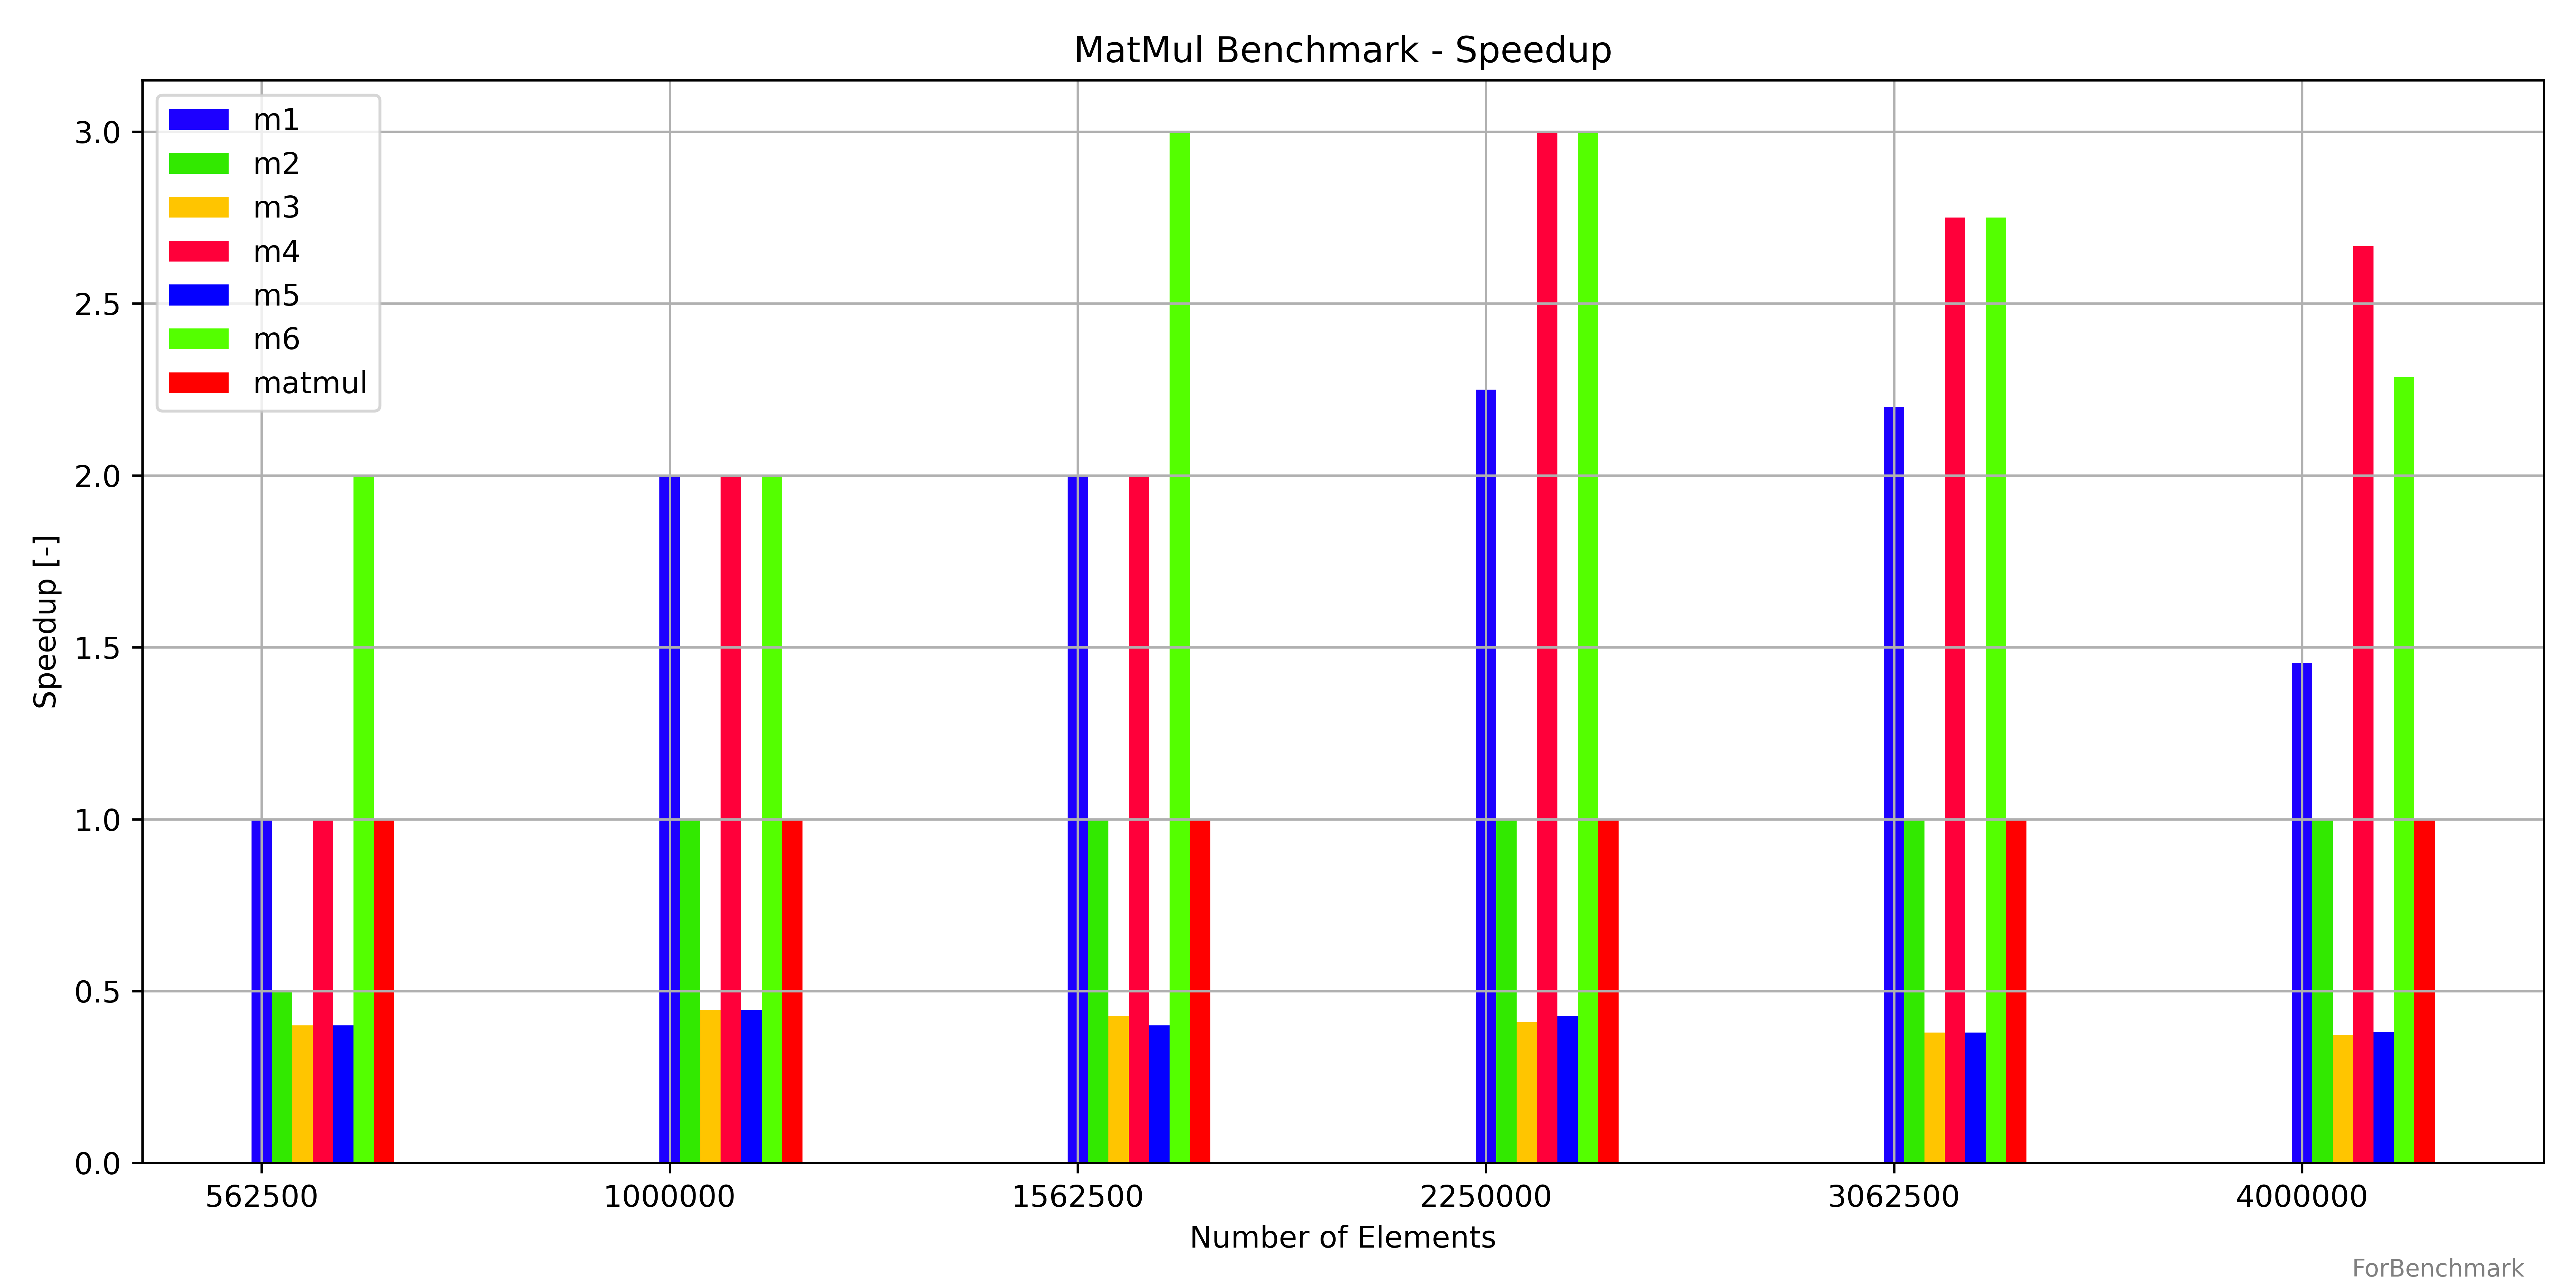 MatMul Benchmark - Speedup
m1
m2
m3
m4
m5
m6
matmul
3.0
2.5
2.0
1.5
1.0
0.5
0.0
Speedup [-]
562500 1000000 1562500 2250000 3062500 4000000
Number of Elements
ForBenchmark